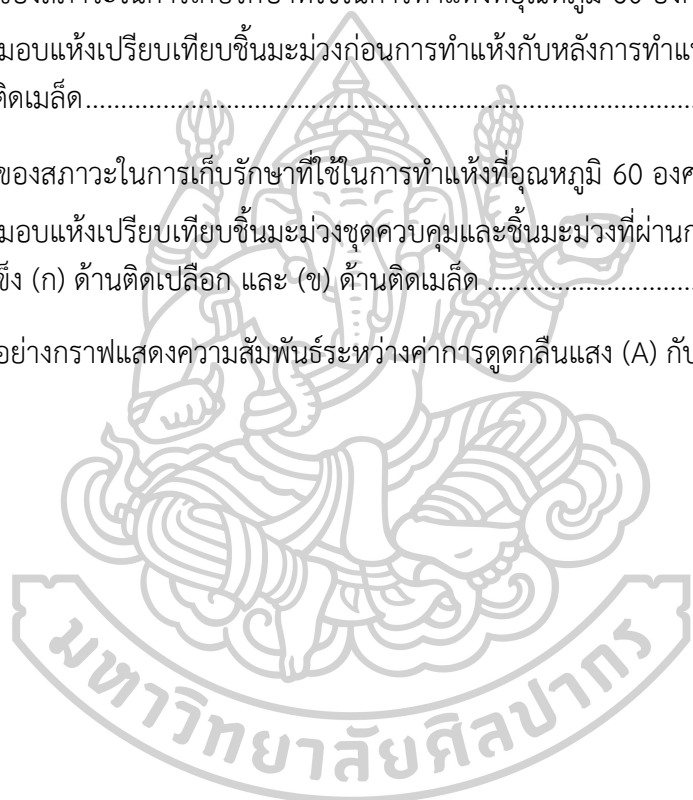 ของสภาวะในการเก็บรักษาที่ใช้ในการทำแห้งที่อุณหภูมิ 60
มอบแห้งเปรียบเทียบชิ้นมะม่วงก่อนการทำแห้งกับหลังการทำ
ติดเมล็ด
ของสภาวะในการเก็บรักษาที่ใช้ในการทำแห้งที่อุณหภูมิ 60 องศ
มอบแห้งเปรียบเทียบชิ้นมะม่วงชุดควบคุมและชิ้นมะม่วงที่ผ่าน
ข็ง (ก) ด้านติดเปลือก และ (ข) ด้านติดเมล็ด
อย่างกราฟแสดงความสัมพันธ์ระหว่างค่าการดูดกลืนแสง (A) กับ
มหาวิทยาลัยศิลปากร